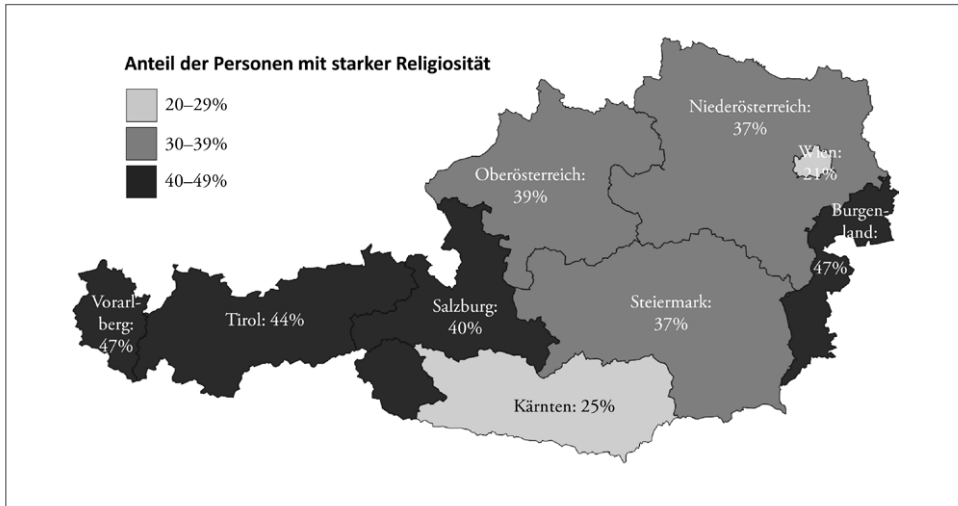 Anteil der Personen mit starker Religiosität
20–29%
30–39%
40–49%
Niederösterreich:
37%
Wien:
21%
Oberösterreich:
39%
Burgen-
land:
47%
Vorarl-
berg:
47%
Tirol: 44%
Salzburg:
40%
Steiermark:
37%
Kärnten: 25%